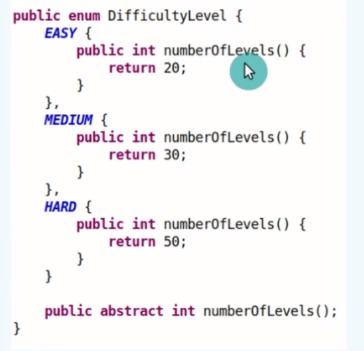 public enum DifficultyLevel {
    EASY {
        public int numberOfLevels() {
            return 20;
        }
    },
    MEDIUM {
        public int numberOfLevels() {
            return 30;
        }
    },
    HARD {
        public int numberOfLevels() {
            return 50;
        }
    }

    public abstract int numberOfLevels();
}